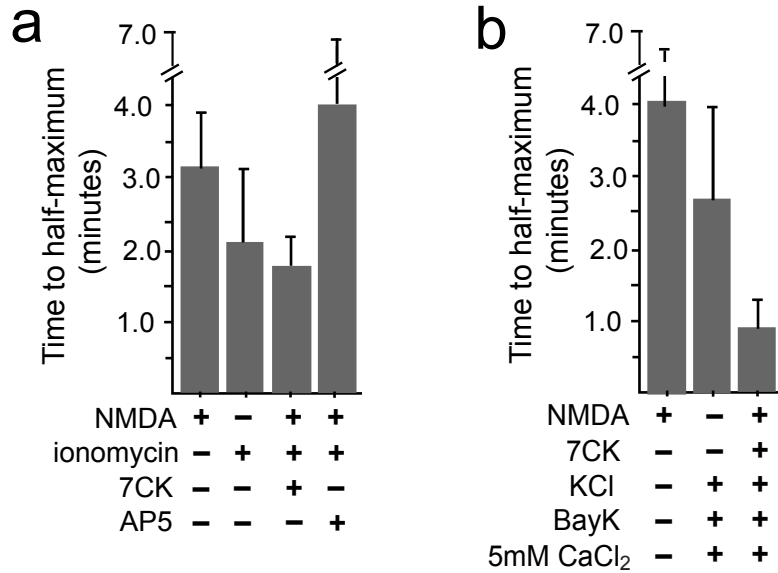 a
7.0
4.0
3.0
2.0
1.0
Time to half-maximum
(minutes)
NMDA + – + +
ionomycin – + + +
7CK – – + –
AP5 – – – +
b
7.0
4.0
3.0
2.0
1.0
Time to half-maximum
(minutes)
NMDA + – +
7CK – – +
KCl – + +
BayK – + +
5mM CaCl₂ – + +